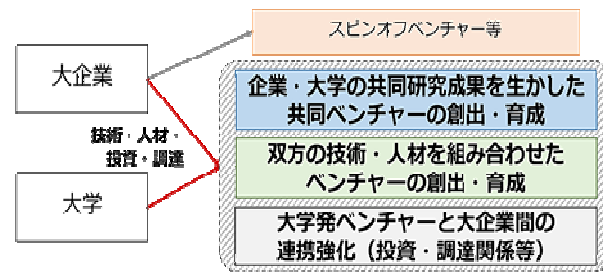 スピンオフベンチャー等
大企業
企業・大学の共同研究成果を生かした
共同ベンチャーの創出・育成
技術・人材・
投資・調達
双方の技術・人材を組み合わせた
ベンチャーの創出・育成
大学
大学発ベンチャーと大企業間の
連携強化（投資・調達関係等）